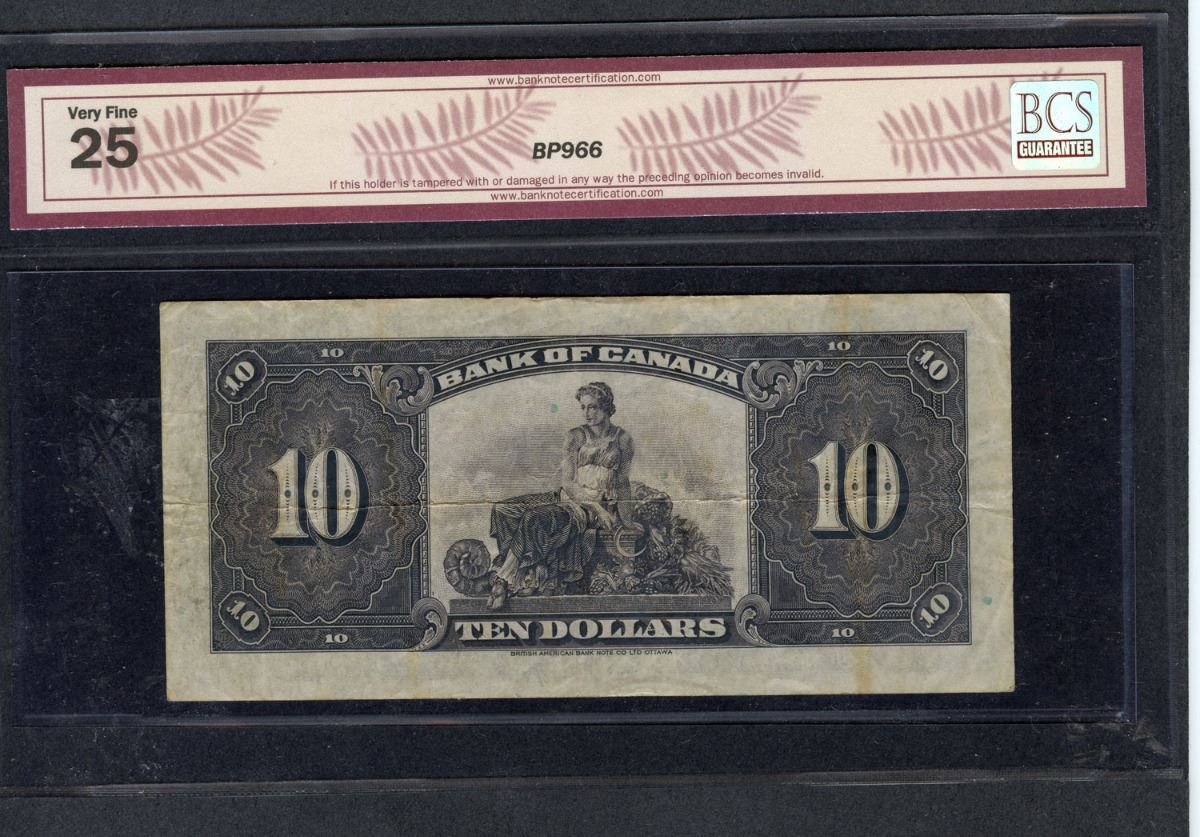 www.banknotecertification.com
Very Fine
25
BP966
BCS
GUARANTEE
If this holder is tampered with or damaged in any way the preceding opinion becomes invalid.
www.banknotecertification.com
10 10
10 BANK OF CANADA 10
10 10
10 10
10 TEN DOLLARS 10
BRITISH AMERICAN BANK NOTE CO LTD OTTAWA